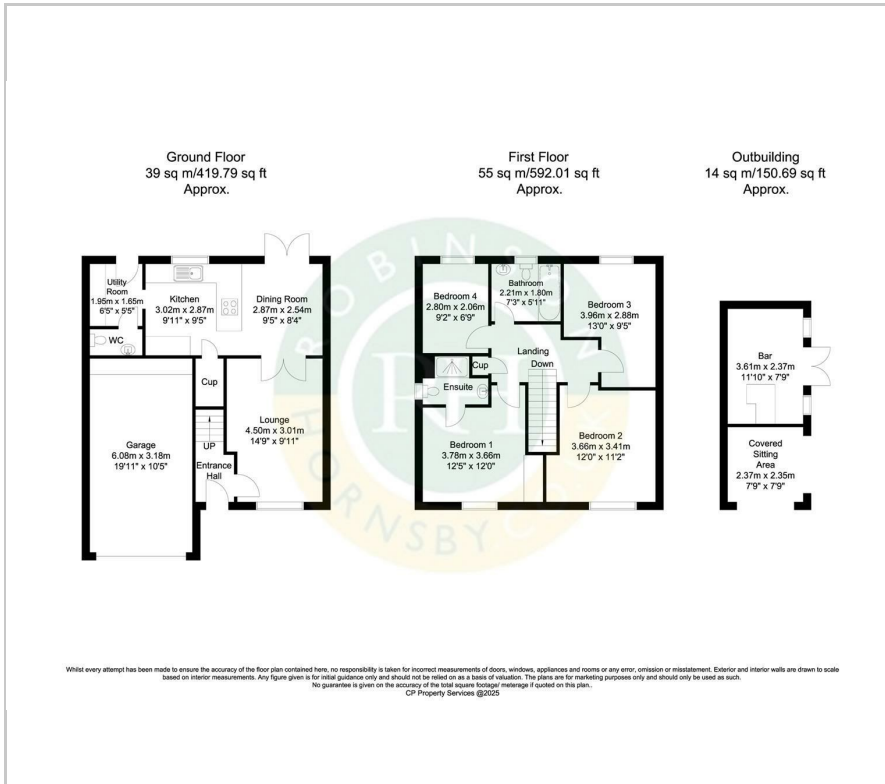 Ground Floor
39 sq m/419.79 sq ft
Approx.
First Floor
55 sq m/592.01 sq ft
Approx.
Outbuilding
14 sq m/150.69 sq ft
Approx.
Utility
Room
1.95m x 1.65m
6'5" x 5'5"
WC
Kitchen
3.02m x 2.87m
9'11" x 9'5"
Dining Room
2.87m x 2.54m
9'5" x 8'4"
Cup
Garage
6.08m x 3.18m
19'11" x 10'5"
UP
Entrance
Hall
Lounge
4.50m x 3.01m
14'9" x 9'11"
Bedroom 4
2.80m x 2.06m
9'2" x 6'9"
Bathroom
2.21m x 1.80m
7'3" x 5'11"
Bedroom 3
3.96m x 2.88m
13'0" x 9'5"
Landing
Down
Cup
Ensuite
Bedroom 1
3.78m x 3.66m
12'5" x 12'0"
Bedroom 2
3.66m x 3.41m
12'0" x 11'2"
Bar
3.61m x 2.37m
11'10" x 7'9"
Covered
Sitting
Area
2.37m x 2.35m
7'9" x 7'9"
ROBINSON
RH
HORNSBY
Whilst every attempt has been made to ensure the accuracy of the floor plan contained here, no responsibility is taken for incorrect measurements of doors, windows, appliances and rooms or any error, omission or misstatement. Exterior and interior walls are drawn to scale
based on interior measurements. Any figure given is for initial guidance only and should not be relied on as a basis of valuation. The plans are for marketing purposes only and should only be used as such.
No guarantee is given on the accuracy of the total square footage/ meterage if quoted on this plan..
CP Property Services @2025